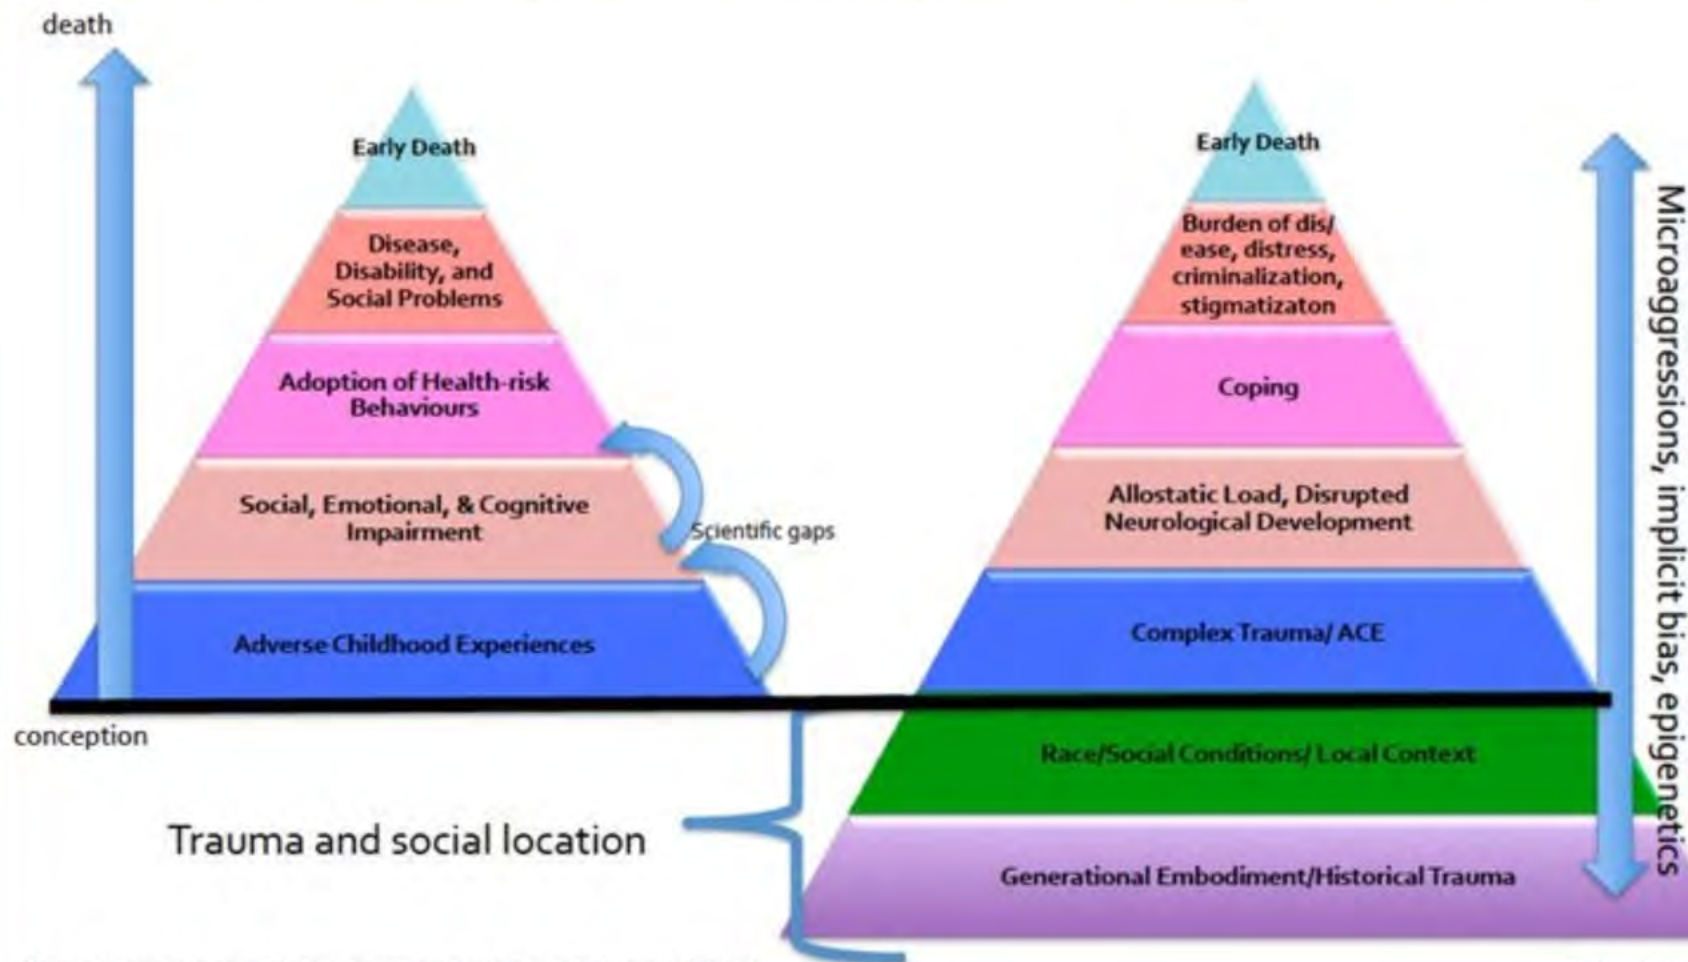 death
Early Death
Disease,
Disability, and
Social Problems
Adoption of Health-risk
Behaviours
Social, Emotional, & Cognitive
Impairment
Scientific gaps
Adverse Childhood Experiences
conception
Trauma and social location
Early Death
Burden of dis/
ease, distress,
criminalization,
stigmatizaton
Coping
Allostatic Load, Disrupted
Neurological Development
Complex Trauma/ ACE
Race/Social Conditions/ Local Context
Generational Embodiment/Historical Trauma
Microaggressions, implicit bias, epigenetics